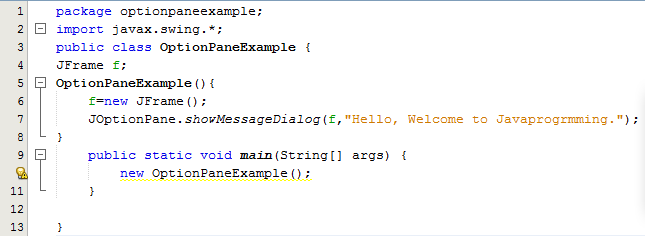 1 package optionpaneexample;
2 import javax.swing.*;
3 public class OptionPaneExample {
4 JFrame f;
5 OptionPaneExample(){
6 f=new JFrame();
7 JOptionPane.showMessageDialog(f,"Hello, Welcome to Javaprogrmming.");
8 }
9 public static void main(String[] args) {
new OptionPaneExample();
11 }
12
13 }